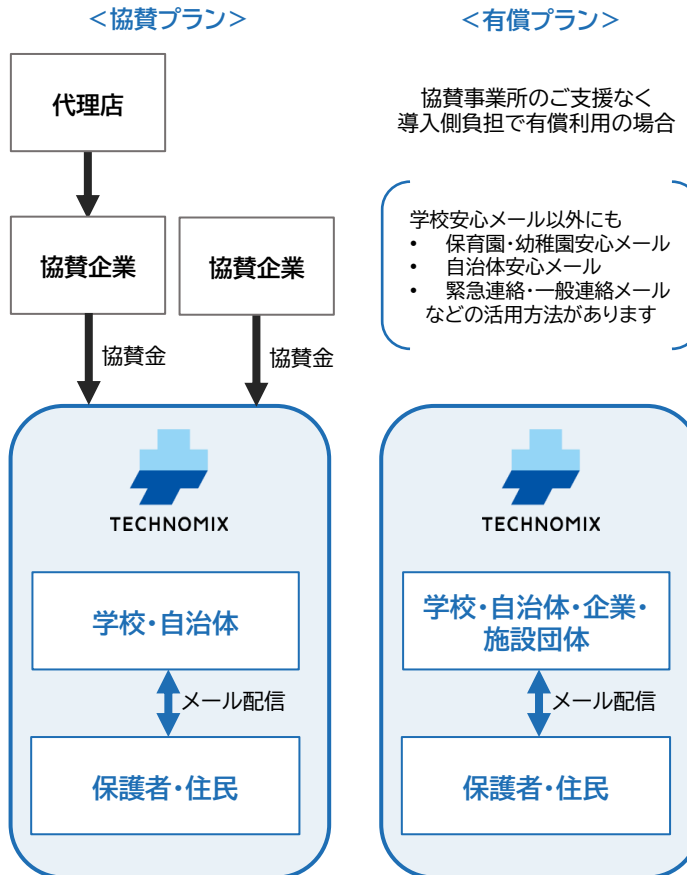 <協賛プラン>
代理店
協賛企業
協賛企業
協賛金
協賛金
TECHNOMIX
学校・自治体
メール配信
保護者・住民
<有償プラン>
協賛事業所のご支援なく
導入側負担で有償利用の場合
学校安心メール以外にも
• 保育園・幼稚園安心メール
• 自治体安心メール
• 緊急連絡・一般連絡メール
などの活用方法があります
TECHNOMIX
学校・自治体・企業・
施設団体
メール配信
保護者・住民